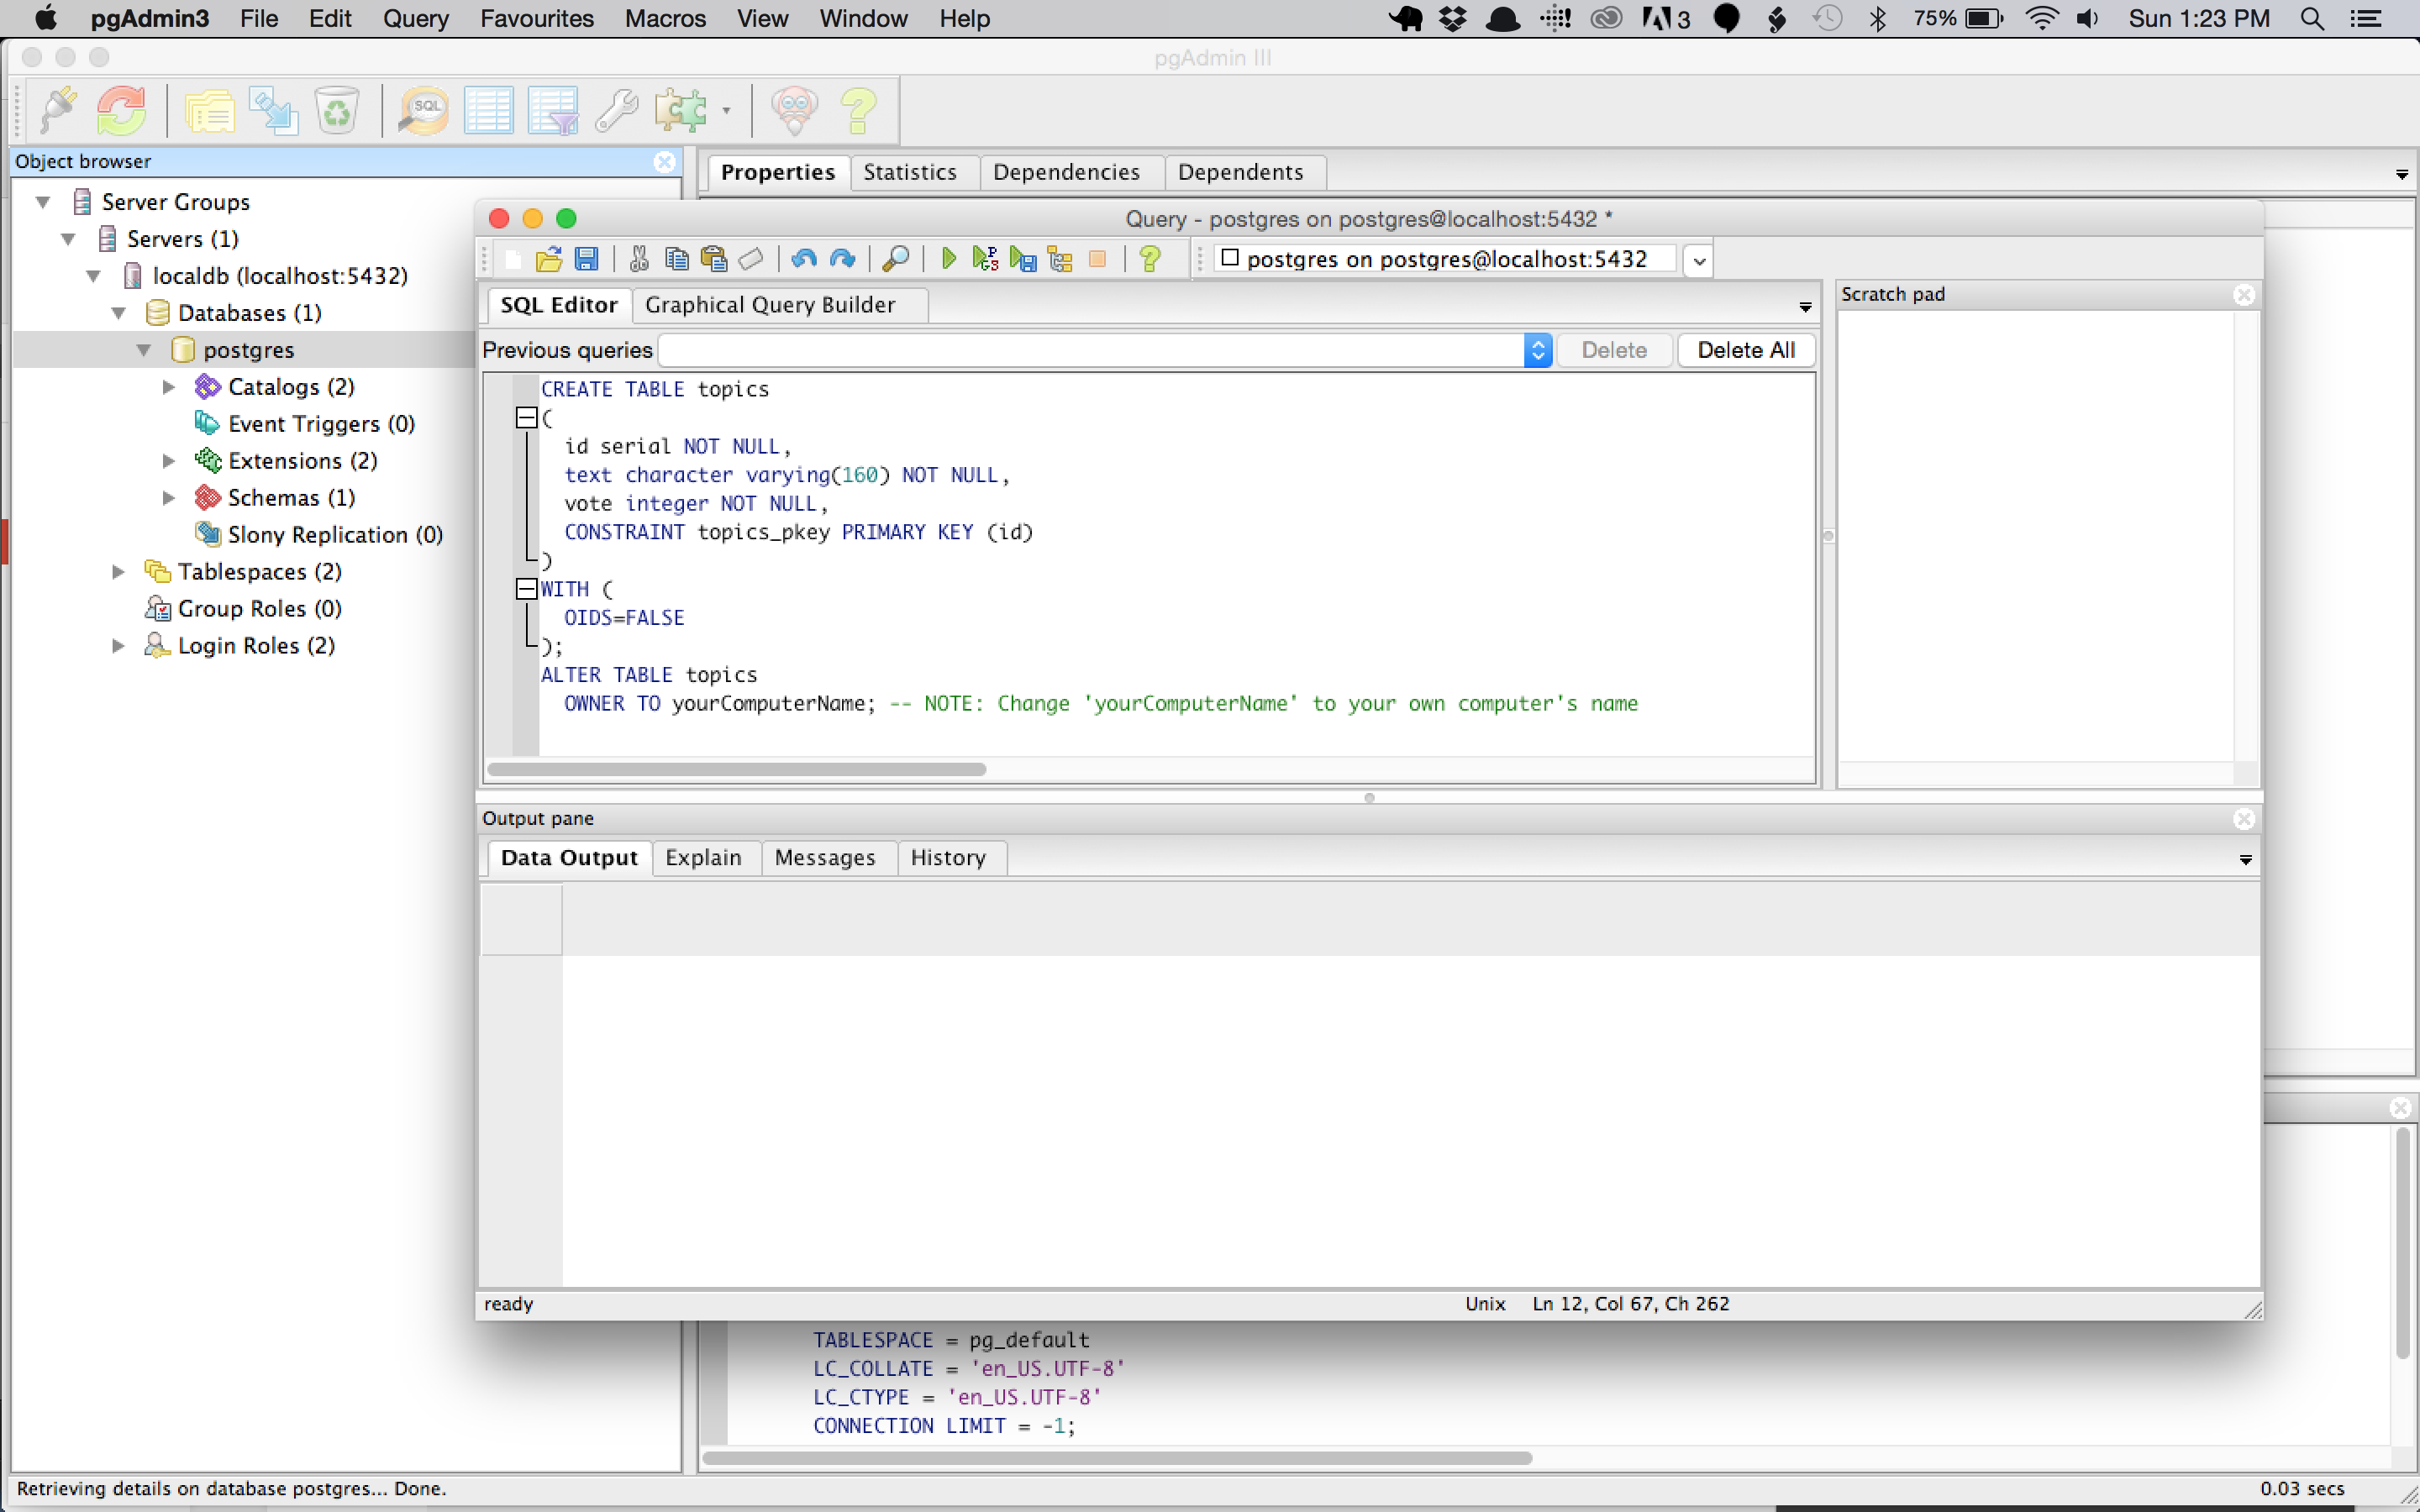 pgAdmin3 File Edit Query Favourites Macros View Window Help 3 75% Sun 1:23 PM
pgAdmin III
SQL
Object browser
Server Groups
Servers (1)
localdb (localhost:5432)
Databases (1)
postgres
Catalogs (2)
Event Triggers (0)
Extensions (2)
Schemas (1)
Slony Replication (0)
Tablespaces (2)
Group Roles (0)
Login Roles (2)
Properties Statistics Dependencies Dependents
Query - postgres on postgres@localhost:5432 *
postgres on postgres@localhost:5432
SQL Editor Graphical Query Builder
Previous queries Delete Delete All
CREATE TABLE topics
(
id serial NOT NULL,
text character varying(160) NOT NULL,
vote integer NOT NULL,
CONSTRAINT topics_pkey PRIMARY KEY (id)
)
WITH (
OIDS=FALSE
);
ALTER TABLE topics
OWNER TO yourComputerName; -- NOTE: Change 'yourComputerName' to your own computer's name
Scratch pad
Output pane
Data Output Explain Messages History
ready Unix Ln 12, Col 67, Ch 262
TABLESPACE = pg_default
LC_COLLATE = 'en_US.UTF-8'
LC_CTYPE = 'en_US.UTF-8'
CONNECTION LIMIT = -1;
Retrieving details on database postgres... Done. 0.03 secs